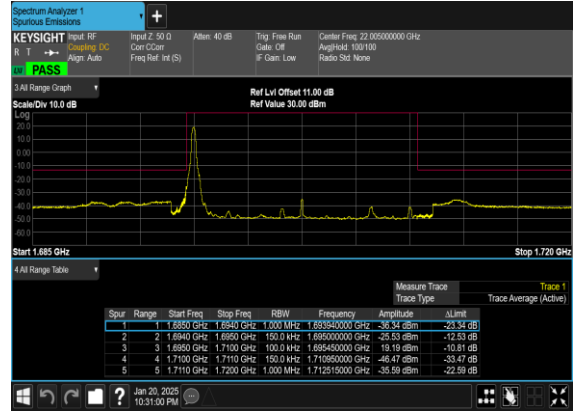 Spectrum Analyzer 1
Spurious Emissions
KEYSIGHT Input: RF Input Z: 50 Ω Atten: 40 dB Trig: Free Run Center Freq: 22.005000000 GHz
R T Coupling: DC Corr CCorr Gate: Off Avg|Hold: 100/100
Align: Auto Freq Ref: Int (S) IF Gain: Low Radio Std: None
PASS
3 All Range Graph
Ref Lvl Offset 11.00 dB
Scale/Div 10.0 dB Ref Value 30.00 dBm
Log
20.0
10.0
0.00
-10.0
-20.0
-30.0
-40.0
-50.0
-60.0
Start 1.685 GHz Stop 1.720 GHz
4 All Range Table
Measure Trace Trace 1
Trace Type Trace Average (Active)
Spur Range Start Freq Stop Freq RBW Frequency Amplitude ΔLimit
1 1 1.6850 GHz 1.6940 GHz 1.000 MHz 1.693940000 GHz -36.34 dBm -23.34 dB
2 2 1.6940 GHz 1.6950 GHz 150.0 kHz 1.695000000 GHz -25.53 dBm -12.53 dB
3 3 1.6950 GHz 1.7100 GHz 100.0 kHz 1.695450000 GHz 19.19 dBm -10.81 dB
4 4 1.7100 GHz 1.7110 GHz 150.0 kHz 1.710950000 GHz -46.47 dBm -33.47 dB
5 5 1.7110 GHz 1.7200 GHz 1.000 MHz 1.712515000 GHz -35.59 dBm -22.59 dB
Jan 20, 2025
10:31:00 PM